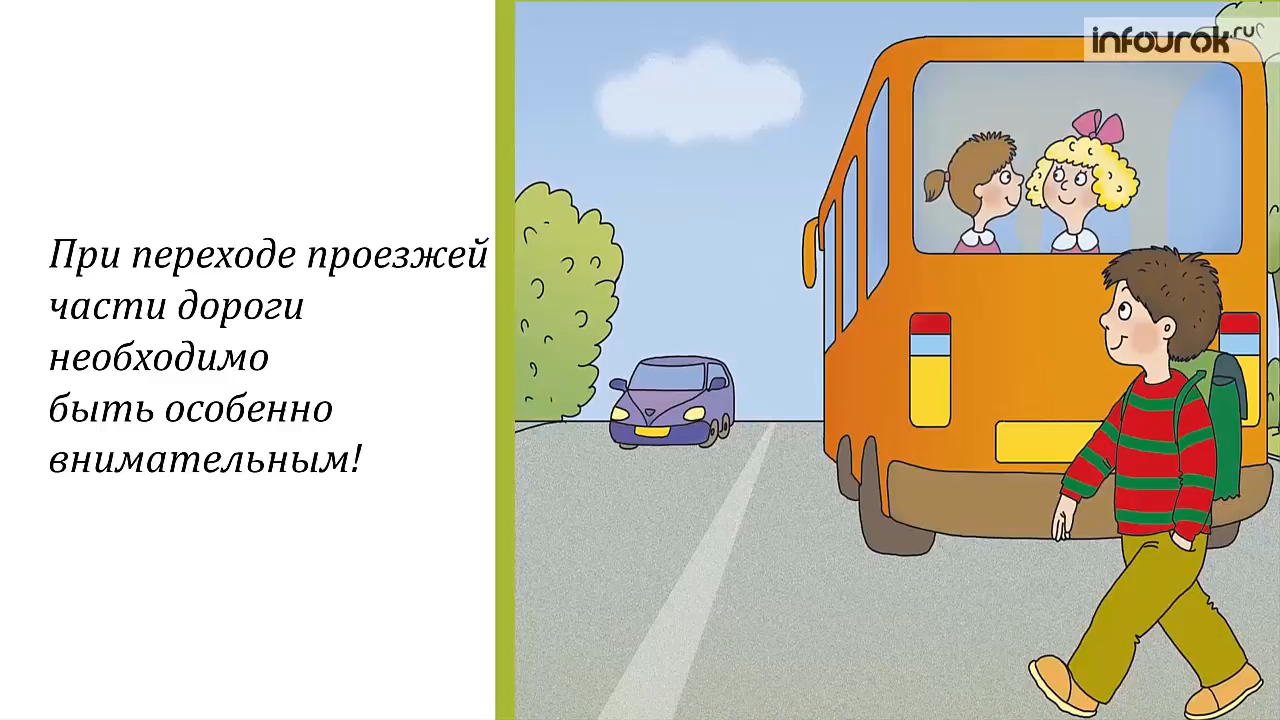 infourok.ru
При переходе проезжей
части дороги
необходимо
быть особенно
внимательным!